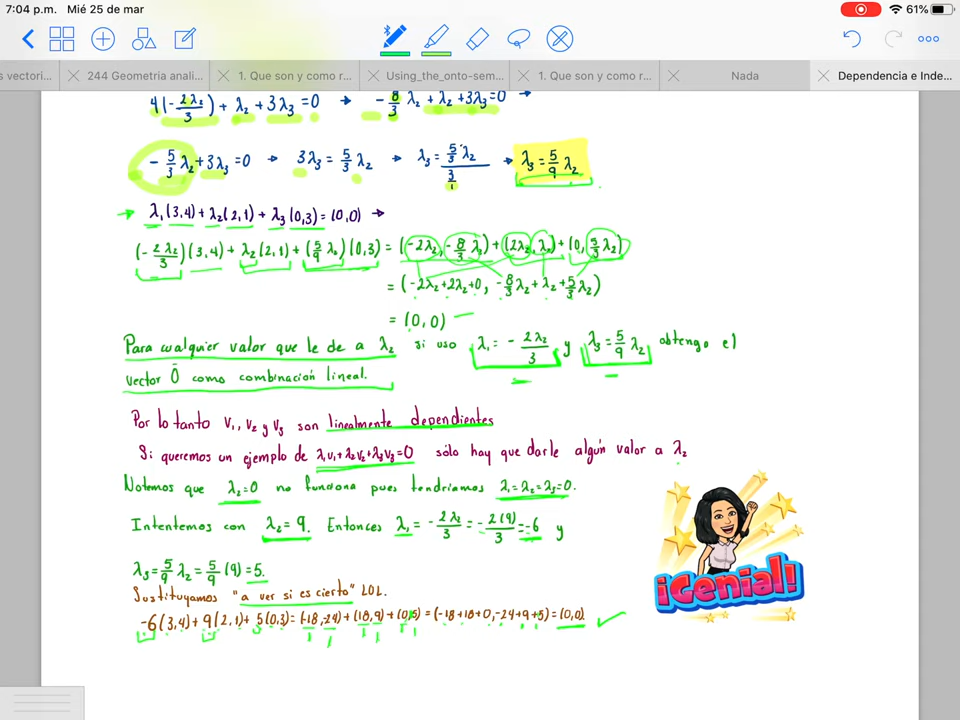 7:04 p.m. Mié 25 de mar
61%
s vectori...
244 Geometria anali...
1. Que son y como r...
Using_the_onto-sem...
1. Que son y como r...
Nada
Dependencia e Inde...
4(-2λ₂/3) + λ₂ + 3λ₃ = 0 → -8/3 λ₂ + λ₂ + 3λ₃ = 0 →
-5/3 λ₂ + 3λ₃ = 0 → 3λ₃ = 5/3 λ₂ → λ₃ = (5/3 λ₂)/(3/1) → λ₃ = 5/9 λ₂
→ λ₁(3,4) + λ₂(2,1) + λ₃(0,3) = (0,0) →
(-2λ₂/3)(3,4) + λ₂(2,1) + (5/9 λ₂)(0,3) = (-2λ₂, -8/3 λ₂) + (2λ₂, λ₂) + (0, 5/3 λ₂)
= (-2λ₂ + 2λ₂ + 0, -8/3 λ₂ + λ₂ + 5/3 λ₂)
= (0,0)
Para cualquier valor que le de a λ₂ si uso λ₁ = -2λ₂/3 y λ₃ = 5/9 λ₂ obtengo el
vector 0̄ como combinación lineal.
Por lo tanto v₁, v₂ y v₃ son linealmente dependientes
Si queremos un ejemplo de λ₁v₁+λ₂v₂+λ₃v₃=0 sólo hay que darle algún valor a λ₂
Notemos que λ₂=0 no funciona pues tendríamos λ₁=λ₂=λ₃=0.
Intentemos con λ₂ = 9. Entonces λ₁ = -2λ₂/3 = -2(9)/3 = -6 y
λ₃ = 5/9 λ₂ = 5/9 (9) = 5.
Sustituyamos "a ver si es cierto" LOL.
-6(3,4) + 9(2,1) + 5(0,3) = (-18,-24) + (18,9) + (0,15) = (-18+18+0, -24+9+15) = (0,0) ✓
¡Genial!